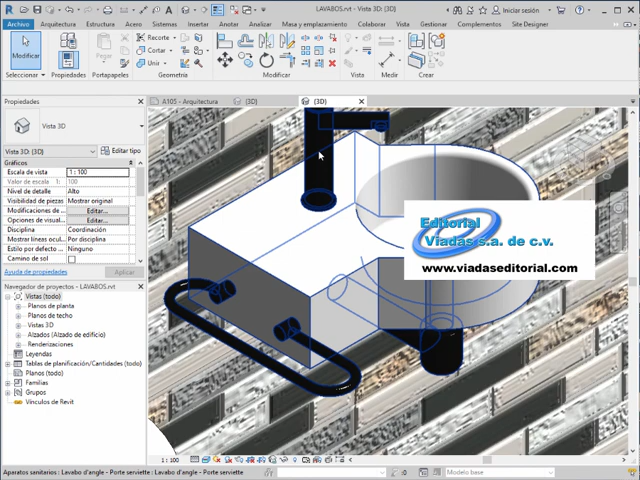 LAVABOS.rvt - Vista 3D: {3D}
Iniciar sesión
Archivo Arquitectura Estructura Acero Sistemas Insertar Anotar Analizar Masa y emplazamiento Colaborar Vista Gestionar Complementos Site Designer
Modificar
Propiedades
Pegar
Recorte
Cortar
Unir
Seleccionar
Propiedades
Portapapeles
Geometría
Modificar
Vista
Medir
Crear
Propiedades
A105 - Arquitectura
{3D}
{3D}
Vista 3D
Vista 3D: {3D}
Editar tipo
Gráficos
Escala de vista 1 : 100
Valor de escala 1: 100
Nivel de detalle Alto
Visibilidad de piezas Mostrar original
Modificaciones de ... Editar...
Opciones de visual... Editar...
Disciplina Coordinación
Mostrar líneas ocul... Por disciplina
Estilo por defecto ... Ninguno
Camino de sol
Ayuda de propiedades
Aplicar
Navegador de proyectos - LAVABOS.rvt
Vistas (todo)
Planos de planta
Planos de techo
Vistas 3D
Alzados (Alzado de edificio)
Renderizaciones
Leyendas
Tablas de planificación/Cantidades (todo)
Planos (todo)
Familias
Grupos
Vínculos de Revit
Editorial
Viadas s.a. de c.v.
www.viadaseditorial.com
1 : 100
Aparatos sanitarios : Lavabo d'angle - Porte serviette : Lavabo d'angle - Porte serviette
:0
Modelo base